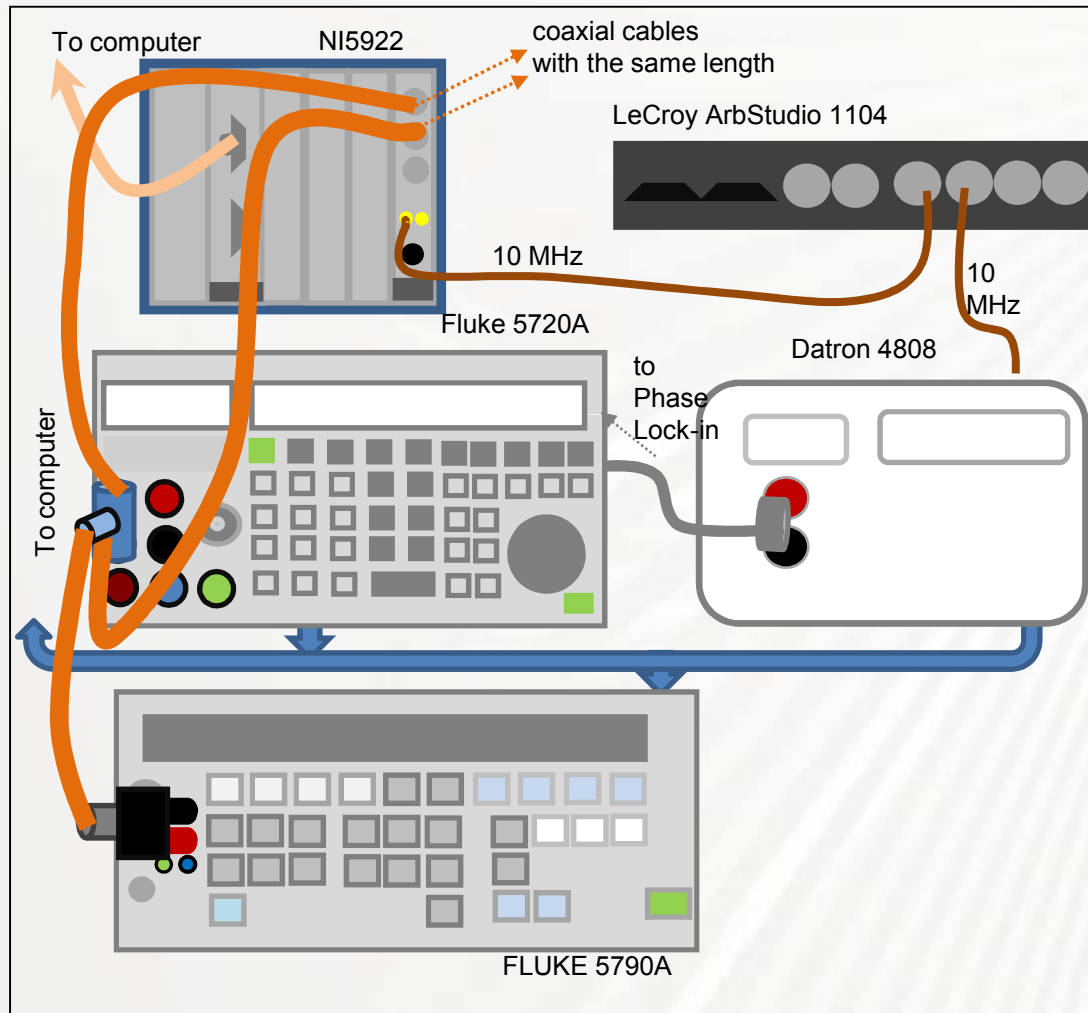 To computer
NI5922
coaxial cables
with the same length
LeCroy ArbStudio 1104
10 MHz
10
MHz
Fluke 5720A
Datron 4808
to
Phase
Lock-in
To computer
FLUKE 5790A